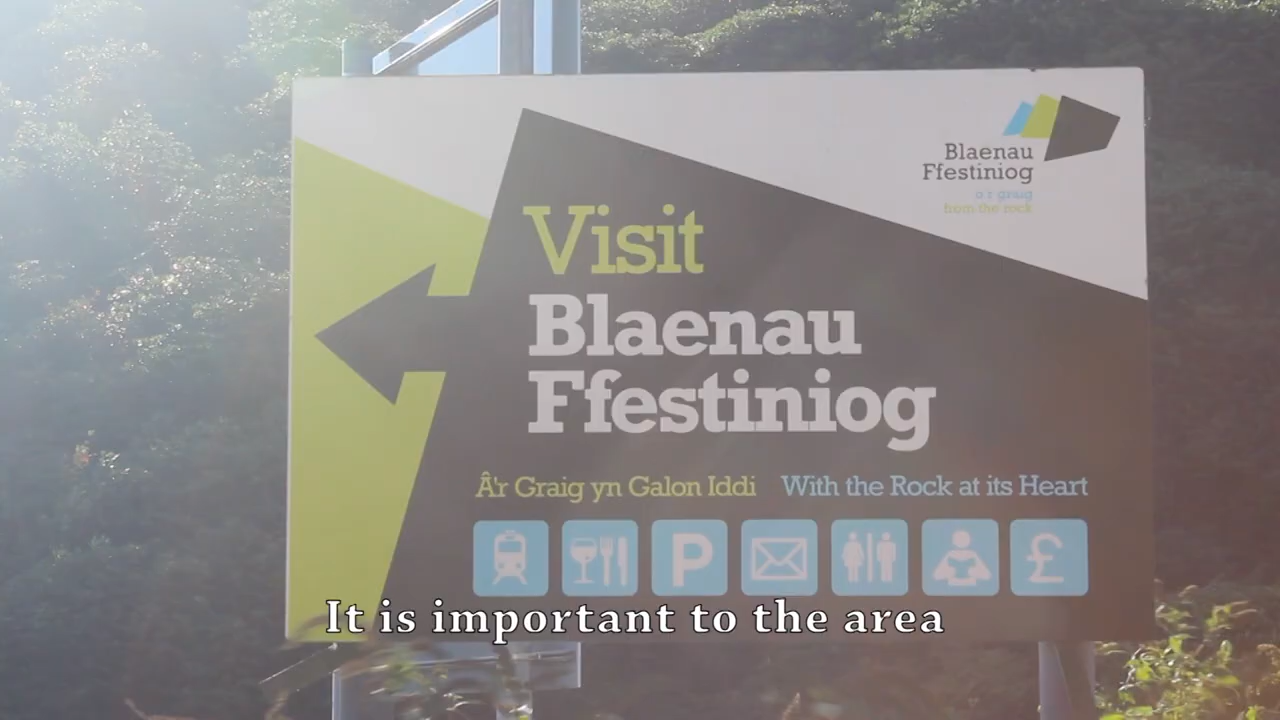 Blaenau
Ffestiniog
o'r graig
from the rock
Visit
Blaenau
Ffestiniog
Â'r Graig yn Galon Iddi
With the Rock at its Heart
P
£
It is important to the area